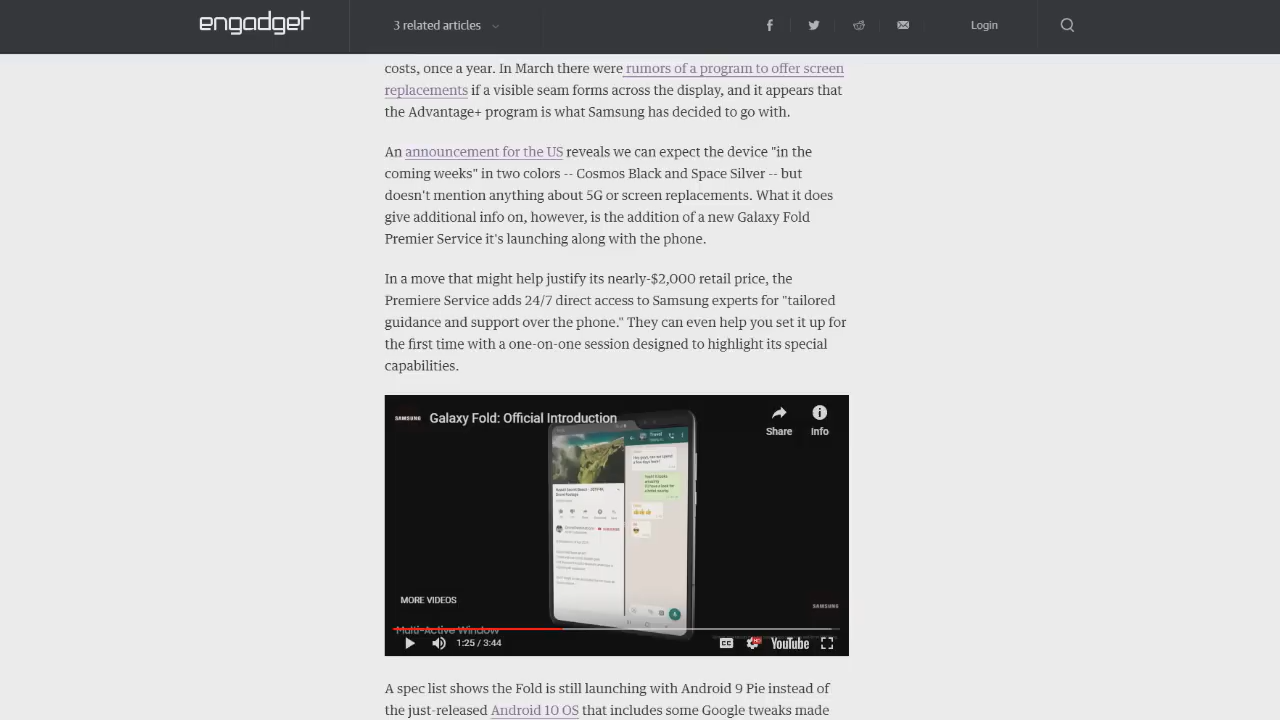 engadget
3 related articles
Login
costs, once a year. In March there were rumors of a program to offer screen
replacements if a visible seam forms across the display, and it appears that
the Advantage+ program is what Samsung has decided to go with.
An announcement for the US reveals we can expect the device "in the
coming weeks" in two colors -- Cosmos Black and Space Silver -- but
doesn't mention anything about 5G or screen replacements. What it does
give additional info on, however, is the addition of a new Galaxy Fold
Premier Service it's launching along with the phone.
In a move that might help justify its nearly-$2,000 retail price, the
Premiere Service adds 24/7 direct access to Samsung experts for "tailored
guidance and support over the phone." They can even help you set it up for
the first time with a one-on-one session designed to highlight its special
capabilities.
SAMSUNG Galaxy Fold: Official Introduction
Share
Info
MORE VIDEOS
SAMSUNG
Multi-Active Window
1:25 / 3:44
CC
HD
YouTube
A spec list shows the Fold is still launching with Android 9 Pie instead of
the just-released Android 10 OS that includes some Google tweaks made